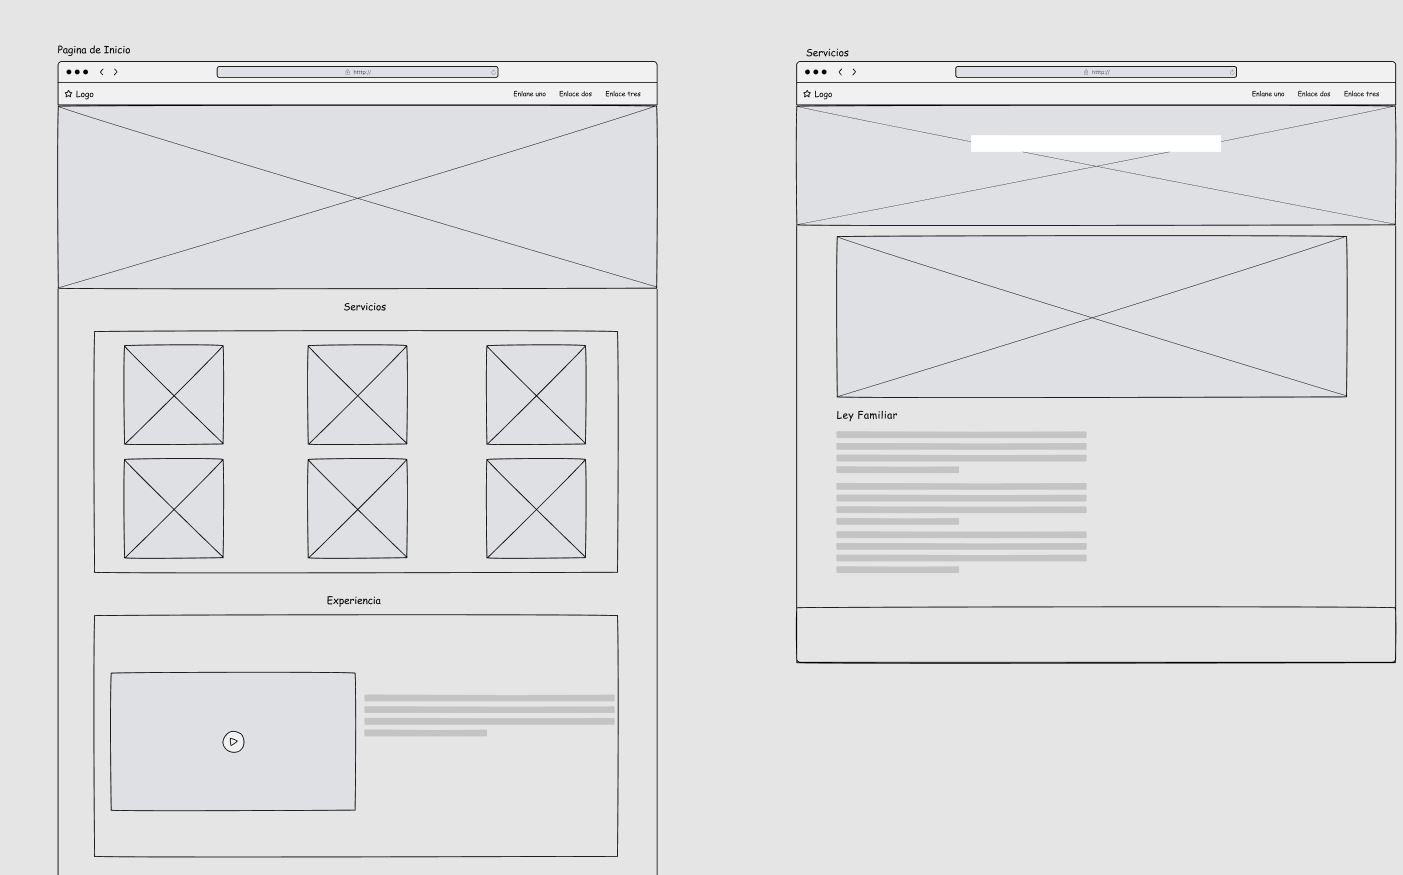 Pagina de Inicio
http://
Logo
Enlane uno Enlace dos Enlace tres
Servicios
Experiencia
Servicios
http://
Logo
Enlane uno Enlace dos Enlace tres
Ley Familiar